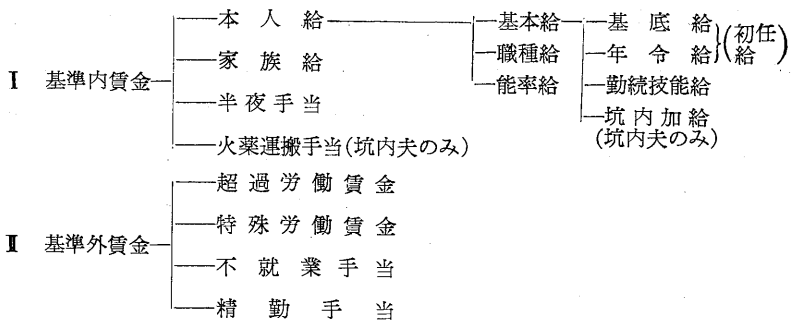 本人給 基本給 基底給 (初任給)
家族給 職種給 年令給
I 基準内賃金 能率給 勤続技能給
半夜手当 坑内加給
火薬運搬手当(坑内夫のみ) (坑内夫のみ)
超過労働賃金
特殊労働賃金
II 基準外賃金
不就業手当
精勤手当